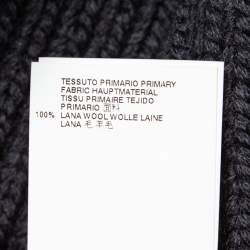 TESSUTO PRIMARIO PRIMARY
FABRIC HAUPTMATERIAL
TISSU PRIMAIRE TEJIDO
PRIMARIO 面料
100% LANA WOOL WOLLE LAINE
LANA 毛 羊毛